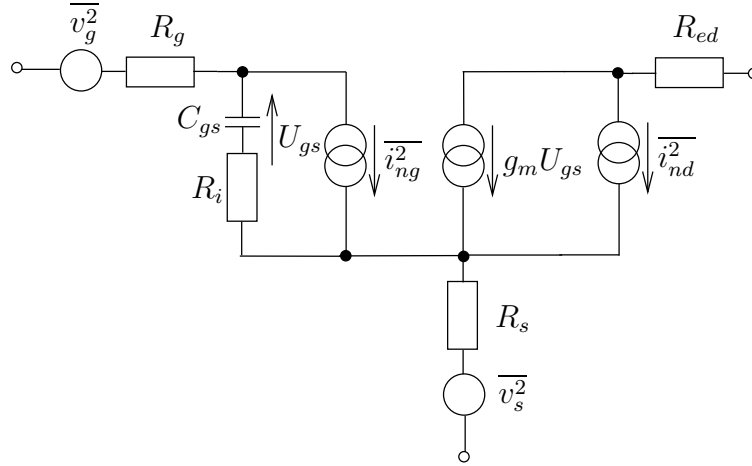 $\overline{v_g^2}$
$R_g$
$R_{ed}$
$C_{gs}$
$U_{gs}$
$\overline{i_{ng}^2}$
$g_m U_{gs}$
$\overline{i_{nd}^2}$
$R_i$
$R_s$
$\overline{v_s^2}$